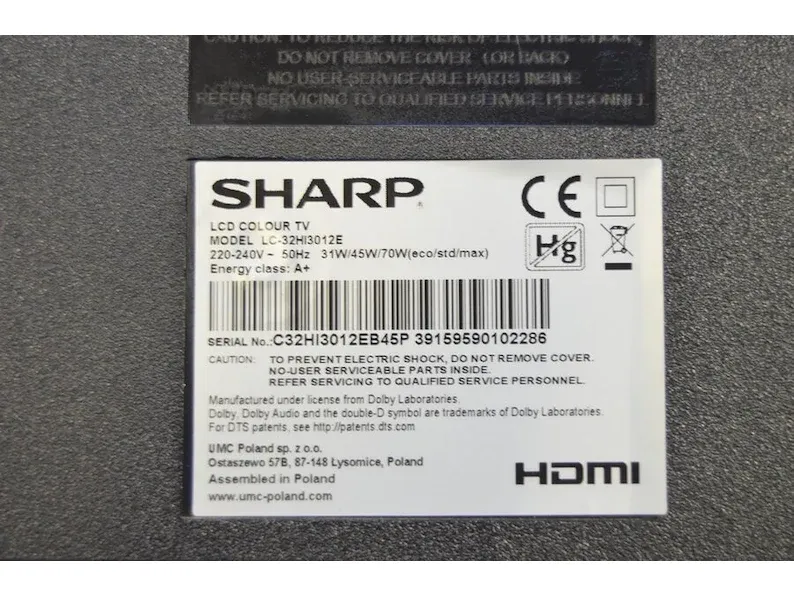 CAUTION: TO REDUCE THE RISK OF ELECTRIC SHOCK,
DO NOT REMOVE COVER (OR BACK)
NO USER-SERVICEABLE PARTS INSIDE
REFER SERVICING TO QUALIFIED SERVICE PERSONNEL
SHARP
CE
LCD COLOUR TV
MODEL LC-32HI3012E
Hg
220-240V ~ 50Hz 31W/45W/70W(eco/std/max)
Energy class: A+
SERIAL No.:C32HI3012EB45P 39159590102286
CAUTION: TO PREVENT ELECTRIC SHOCK, DO NOT REMOVE COVER.
NO-USER SERVICEABLE PARTS INSIDE.
REFER SERVICING TO QUALIFIED SERVICE PERSONNEL.
Manufactured under license from Dolby Laboratories.
Dolby, Dolby Audio and the double-D symbol are trademarks of Dolby Laboratories.
For DTS patents, see http://patents.dts.com
UMC Poland sp. z o.o.
Ostaszewo 57B, 87-148 Łysomice, Poland
Assembled in Poland
www.umc-poland.com
HDMI